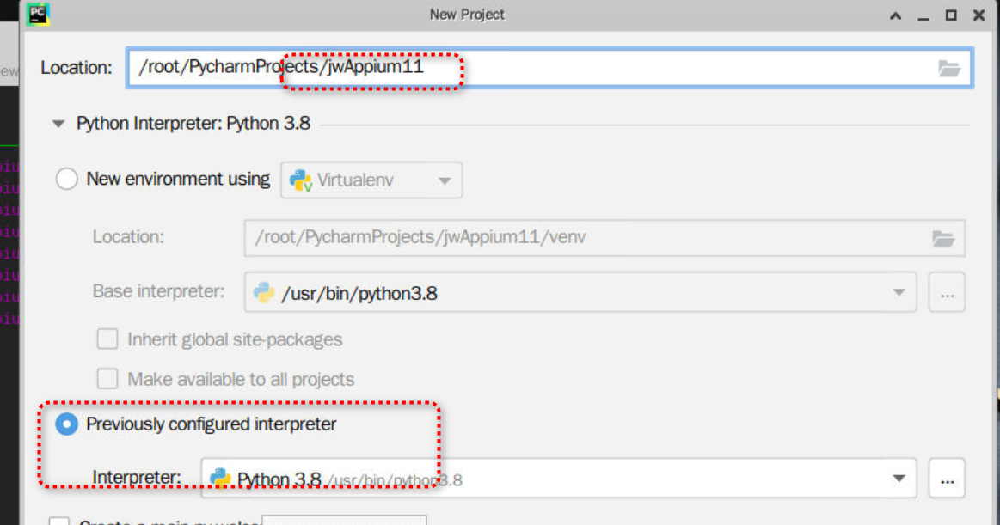 PC
New Project
Location: /root/PycharmProjects/jwAppium11
Python Interpreter: Python 3.8
New environment using Virtualenv
Location: /root/PycharmProjects/jwAppium11/venv
Base interpreter: /usr/bin/python3.8 ...
Inherit global site-packages
Make available to all projects
Previously configured interpreter
Interpreter: Python 3.8 /usr/bin/python3.8 ...